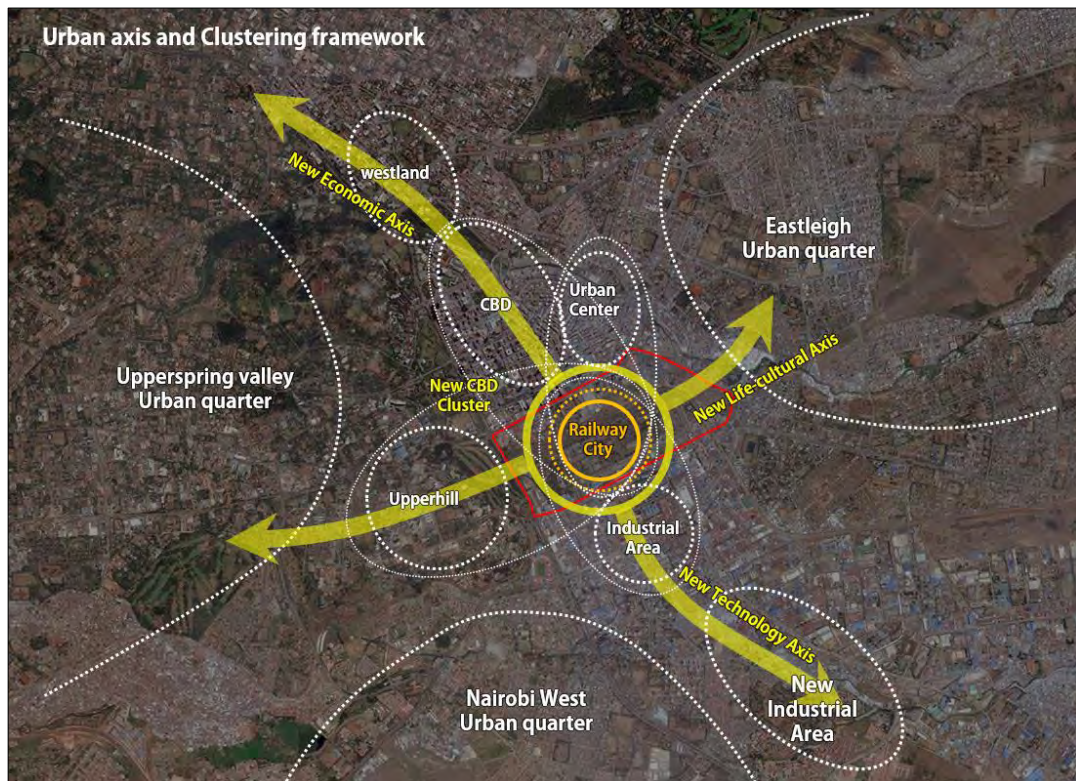 Urban axis and Clustering framework
westland
New Economic Axis
Eastleigh
Urban quarter
CBD
Urban
Center
New Life-cultural Axis
Upperspring valley
Urban quarter
New CBD
Cluster
Railway
City
Upperhill
Industrial
Area
New Technology Axis
Nairobi West
Urban quarter
New
Industrial
Area